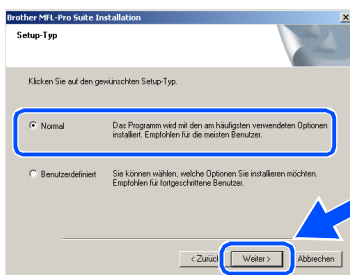 Brother MFL-Pro Suite Installation
Setup-Typ
Klicken Sie auf den gewünschten Setup-Typ.
Normal
Das Programm wird mit den am häufigsten verwendeten Optionen
installiert. Empfohlen für die meisten Benutzer.
Benutzerdefiniert
Sie können wählen, welche Optionen Sie installieren möchten.
Empfohlen für fortgeschrittene Benutzer.
< Zurück Weiter > Abbrechen